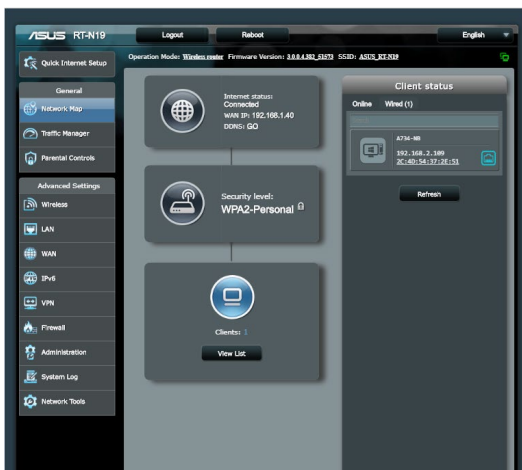 ASUS RT-N19
Logout
Reboot
English
Quick Internet Setup
Operation Mode: Wireless router Firmware Version: 3.0.0.4.382_51573 SSID: ASUS_RT-N19
General
Network Map
Traffic Manager
Parental Controls
Advanced Settings
Wireless
LAN
WAN
IPv6
VPN
Firewall
Administration
System Log
Network Tools
Internet status:
Connected
WAN IP: 192.168.1.40
DDNS: GO
Security level:
WPA2-Personal
Clients: 1
View List
Client status
Online Wired (1)
A734-NB
192.168.2.109
2C:4D:54:37:2E:51
Refresh